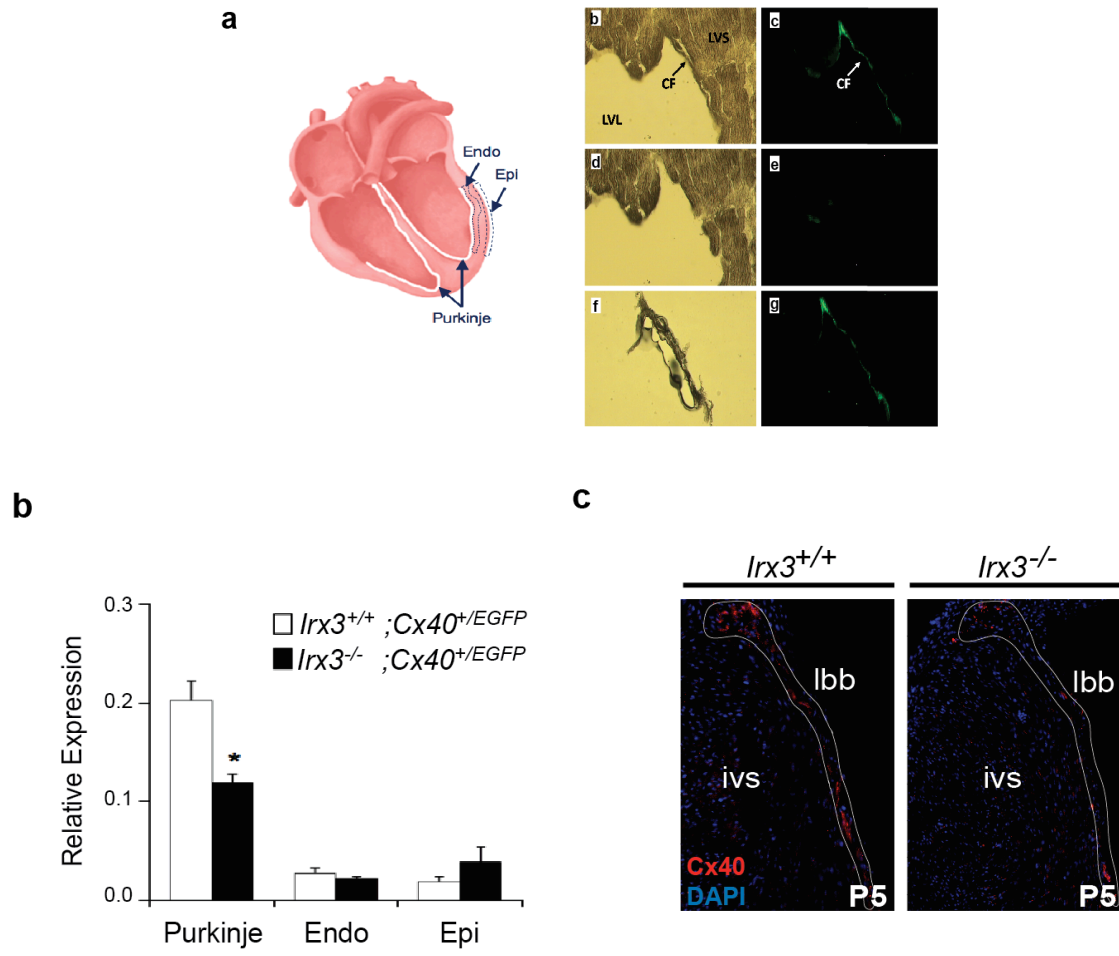 a
Endo
Epi
Purkinje
b
LVS
CF
LVL
c
CF
d
e
f
g
b
Relative Expression
0.3
0.2
0.1
0.0
Irx3+/+ ;Cx40+/EGFP
Irx3-/- ;Cx40+/EGFP
*
Purkinje Endo Epi
c
Irx3+/+ Irx3-/-
lbb
ivs
Cx40
DAPI
P5
lbb
ivs
P5